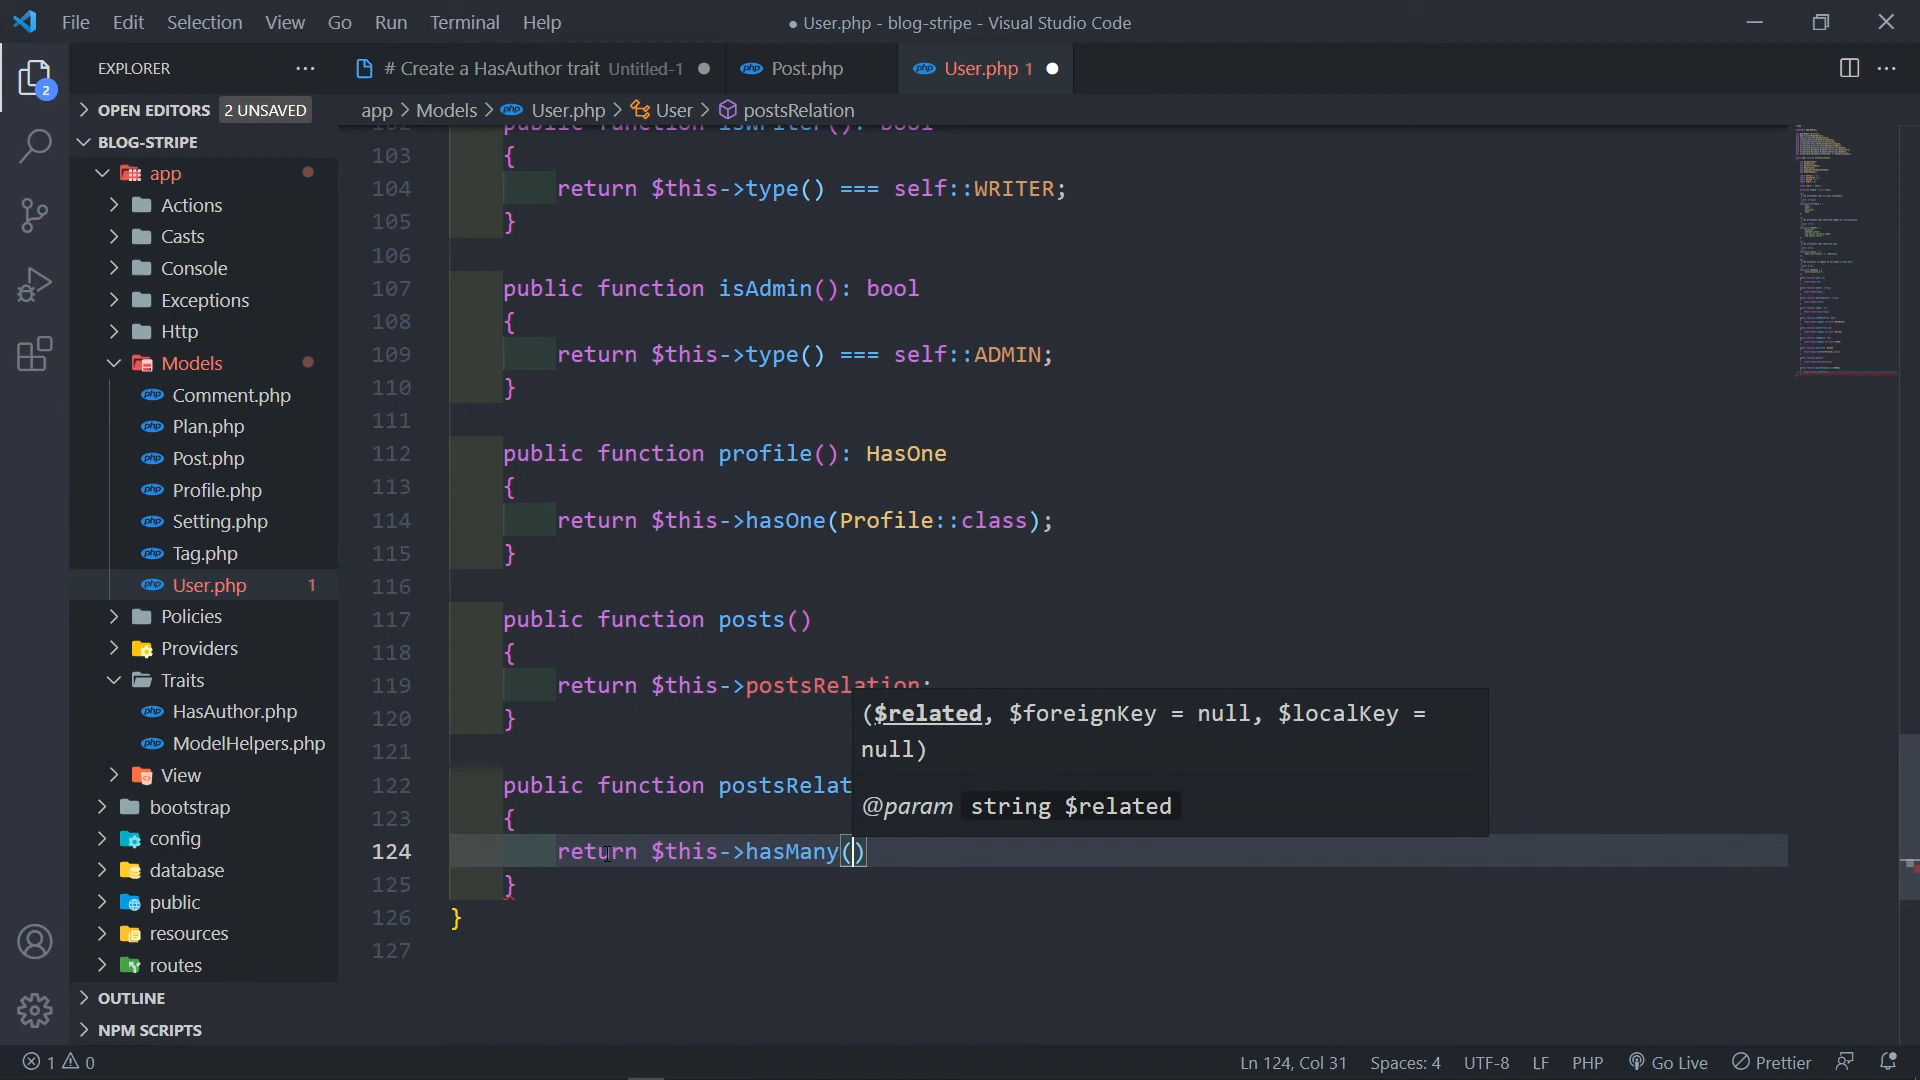 File Edit Selection View Go Run Terminal Help
● User.php - blog-stripe - Visual Studio Code
EXPLORER
# Create a HasAuthor trait Untitled-1
Post.php
User.php 1
2
OPEN EDITORS 2 UNSAVED
app > Models > User.php > User > postsRelation
BLOG-STRIPE
app
Actions
Casts
Console
Exceptions
Http
Models
Comment.php
Plan.php
Post.php
Profile.php
Setting.php
Tag.php
User.php 1
Policies
Providers
Traits
HasAuthor.php
ModelHelpers.php
View
bootstrap
config
database
public
resources
routes
OUTLINE
NPM SCRIPTS
102 public function isWriter(): bool
103 {
104 return $this->type() === self::WRITER;
105 }
106
107 public function isAdmin(): bool
108 {
109 return $this->type() === self::ADMIN;
110 }
111
112 public function profile(): HasOne
113 {
114 return $this->hasOne(Profile::class);
115 }
116
117 public function posts()
118 {
119 return $this->postsRelation;
120 }
121
122 public function postsRelat
123 {
124 return $this->hasMany()
125 }
126 }
127
($related, $foreignKey = null, $localKey =
null)
@param string $related
1 0
Ln 124, Col 31 Spaces: 4 UTF-8 LF PHP Go Live Prettier